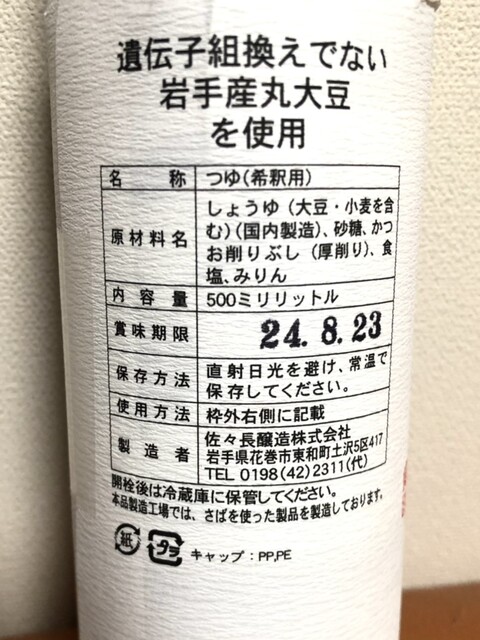 遺伝子組換えでない
岩手産丸大豆
を使用
名称 つゆ(希釈用)
原材料名 しょうゆ(大豆・小麦を含
む)(国内製造)、砂糖、かつ
お削りぶし(厚削り)、食
塩、みりん
内容量 500ミリリットル
賞味期限 24.8.23
保存方法 直射日光を避け、常温で
保存してください。
使用方法 枠外右側に記載
製造者 佐々長醸造株式会社
岩手県花巻市東和町土沢5区417
TEL 0198(42)2311(代)
開栓後は冷蔵庫に保管してください。
本品製造工場では、さばを使った製品を製造しております。
紙 プラ キャップ:PP,PE